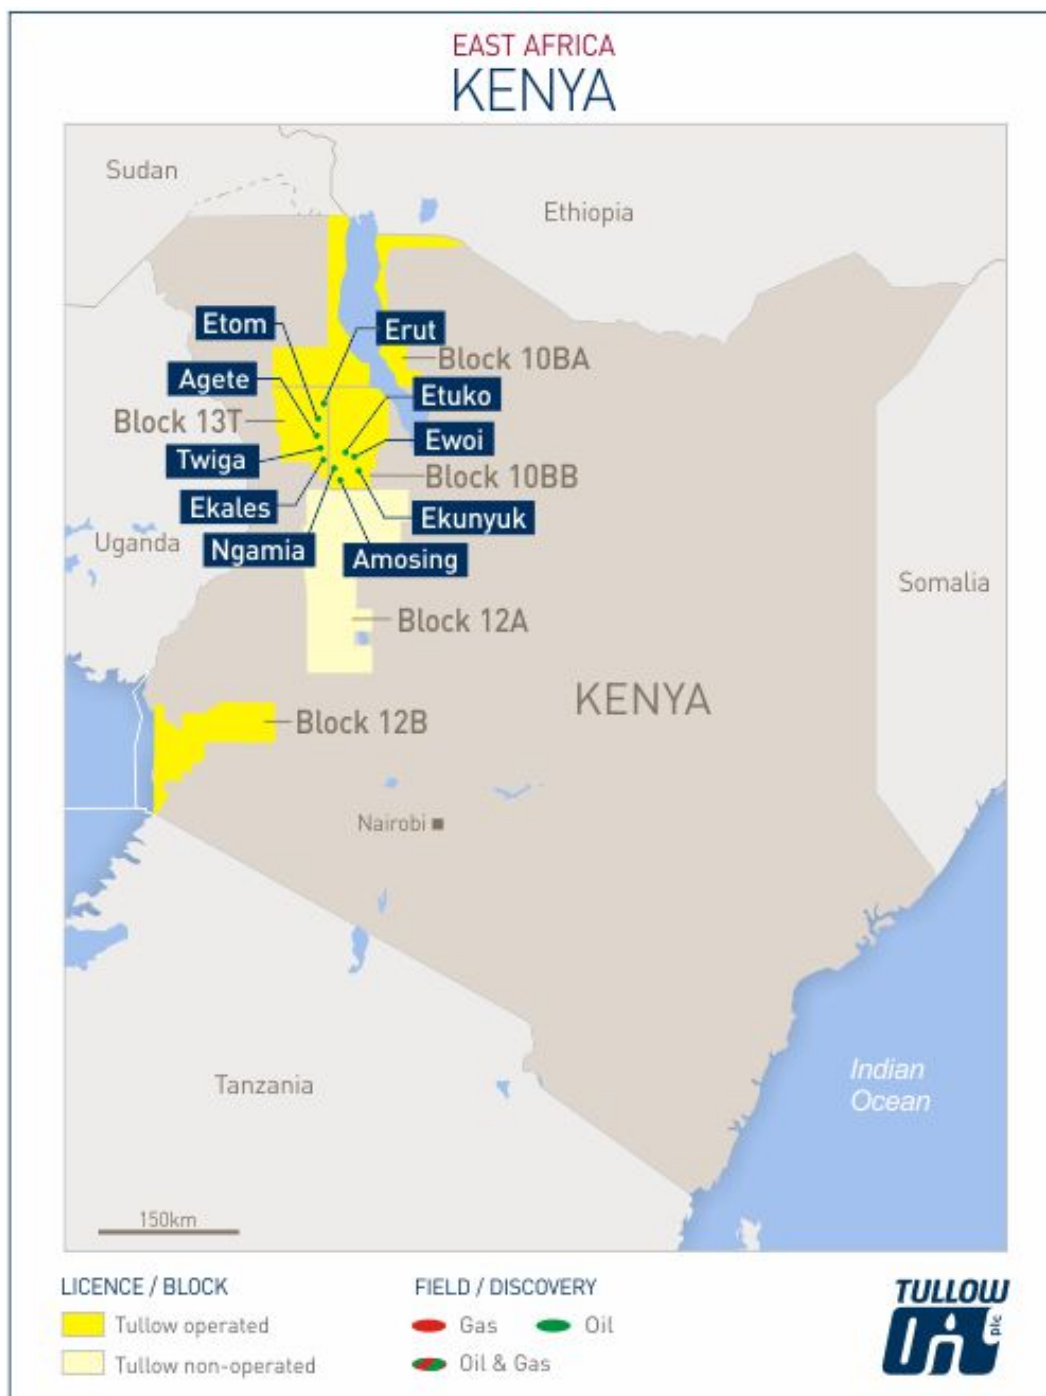 EAST AFRICA
KENYA
Sudan
Ethiopia
Etom
Erut
Block 10BA
Agete
Etuko
Block 13T
Ewoi
Twiga
Block 10BB
Ekales
Ekunyuk
Uganda
Ngamia
Amosing
Somalia
Block 12A
KENYA
Block 12B
Nairobi
Indian
Ocean
Tanzania
150km
LICENCE / BLOCK
Tullow operated
Tullow non-operated
FIELD / DISCOVERY
Gas
Oil
Oil & Gas
TULLOW
Oil
plc